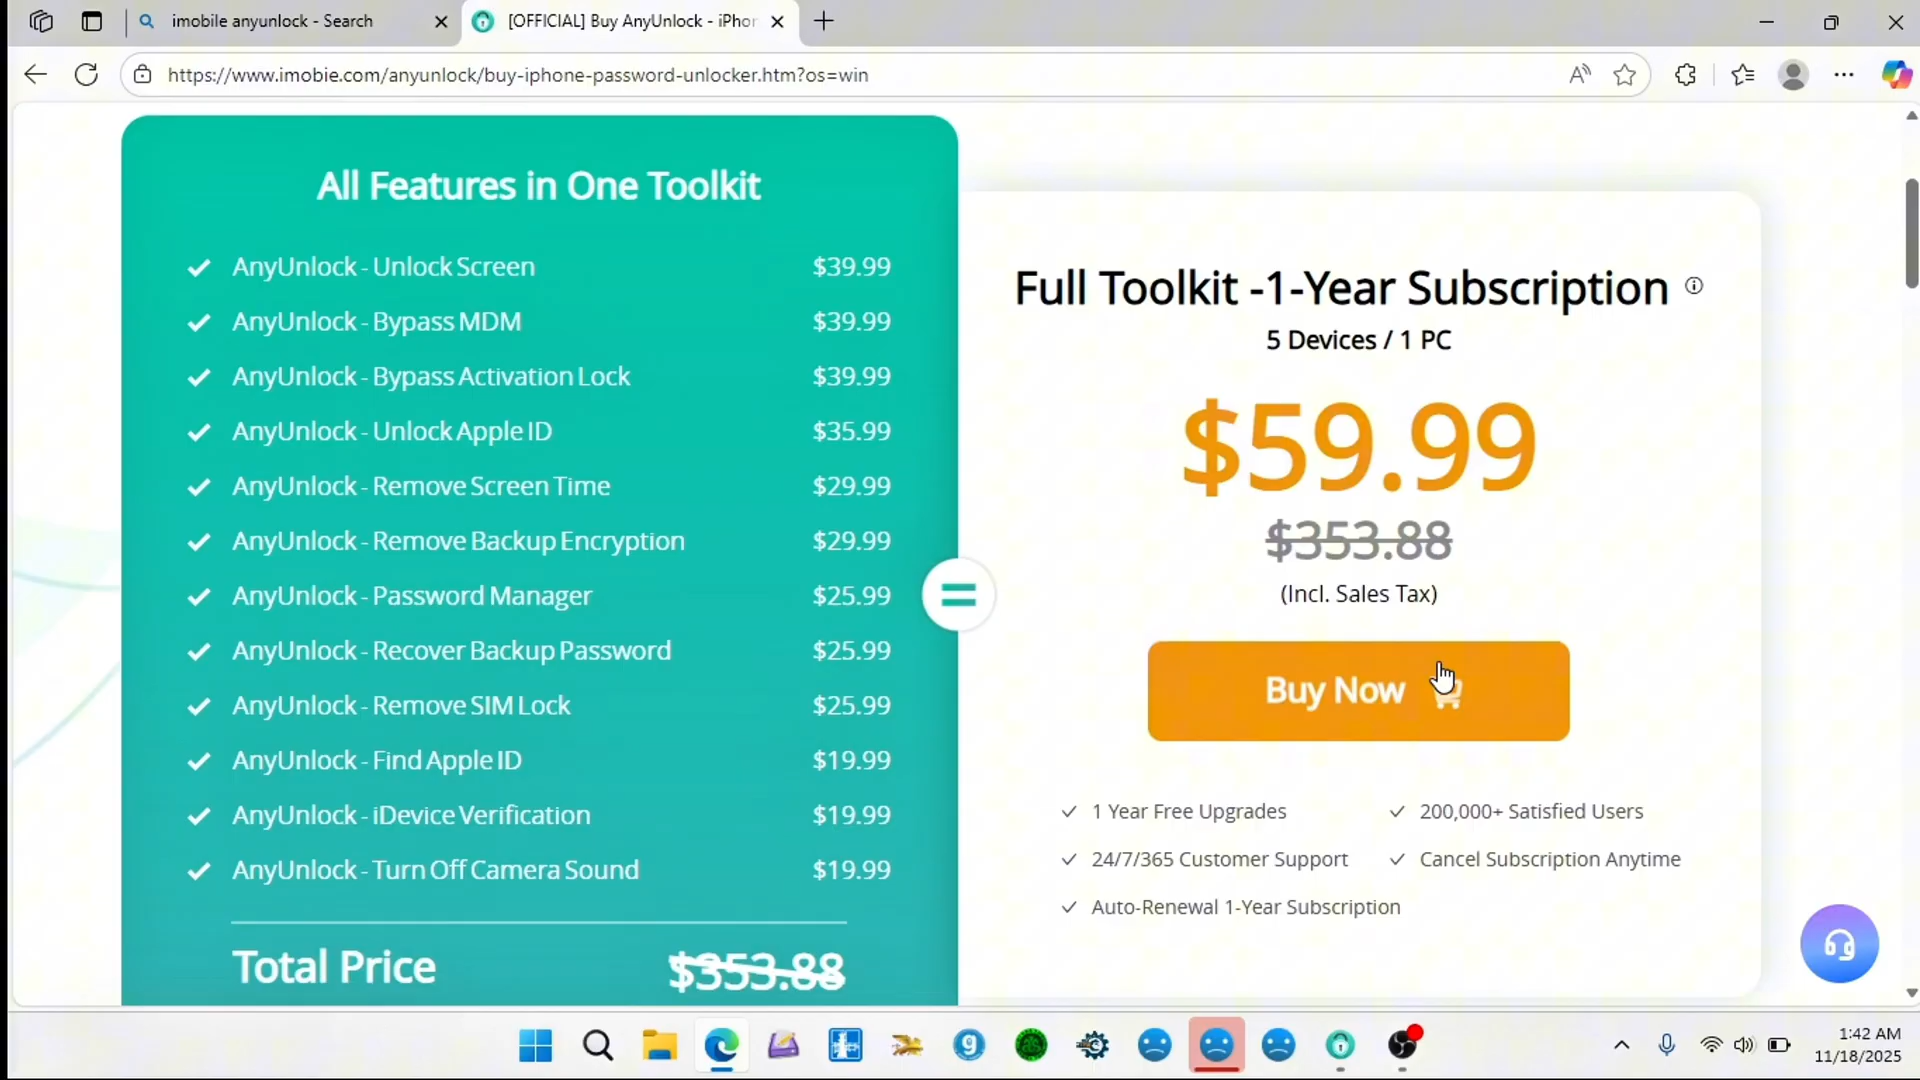 imobile anyunlock - Search
[OFFICIAL] Buy AnyUnlock - iPhon
https://www.imobie.com/anyunlock/buy-iphone-password-unlocker.htm?os=win
All Features in One Toolkit
AnyUnlock - Unlock Screen $39.99
AnyUnlock - Bypass MDM $39.99
AnyUnlock - Bypass Activation Lock $39.99
AnyUnlock - Unlock Apple ID $35.99
AnyUnlock - Remove Screen Time $29.99
AnyUnlock - Remove Backup Encryption $29.99
AnyUnlock - Password Manager $25.99
AnyUnlock - Recover Backup Password $25.99
AnyUnlock - Remove SIM Lock $25.99
AnyUnlock - Find Apple ID $19.99
AnyUnlock - iDevice Verification $19.99
AnyUnlock - Turn Off Camera Sound $19.99
Total Price $353.88
Full Toolkit -1-Year Subscription
5 Devices / 1 PC
$59.99
$353.88
(Incl. Sales Tax)
Buy Now
1 Year Free Upgrades
200,000+ Satisfied Users
24/7/365 Customer Support
Cancel Subscription Anytime
Auto-Renewal 1-Year Subscription
1:42 AM
11/18/2025